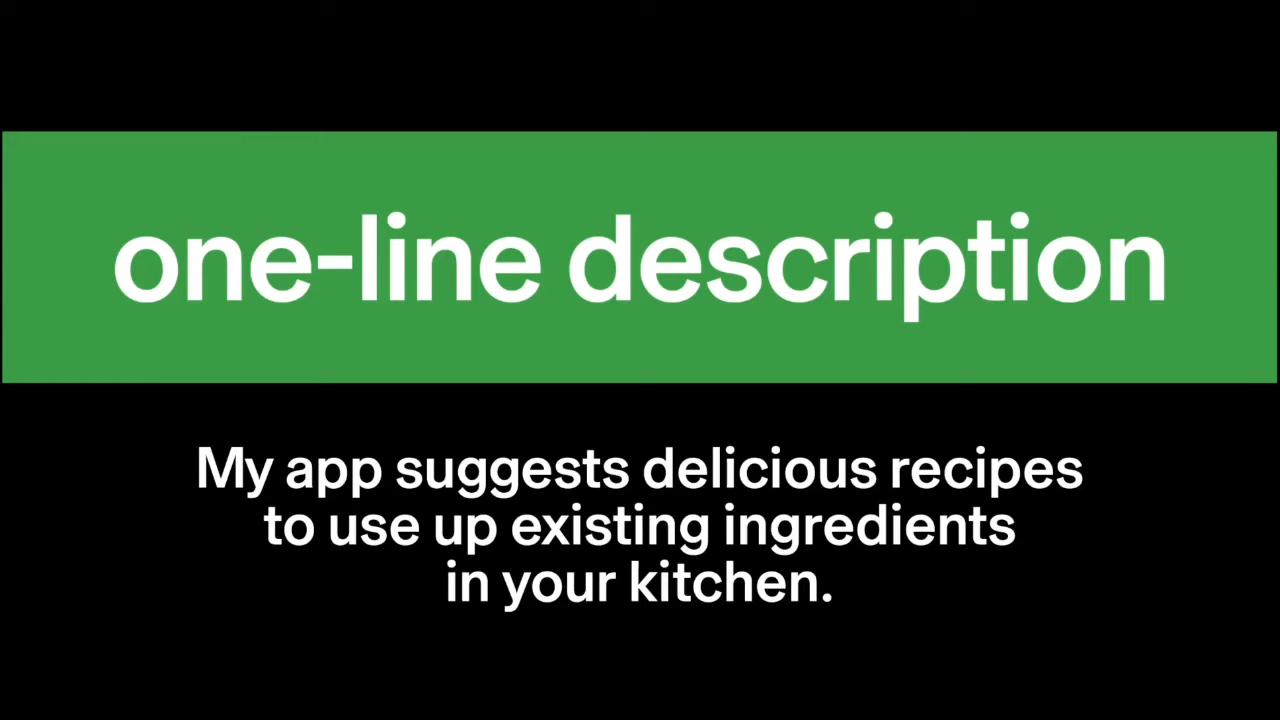 one-line description
My app suggests delicious recipes
to use up existing ingredients
in your kitchen.